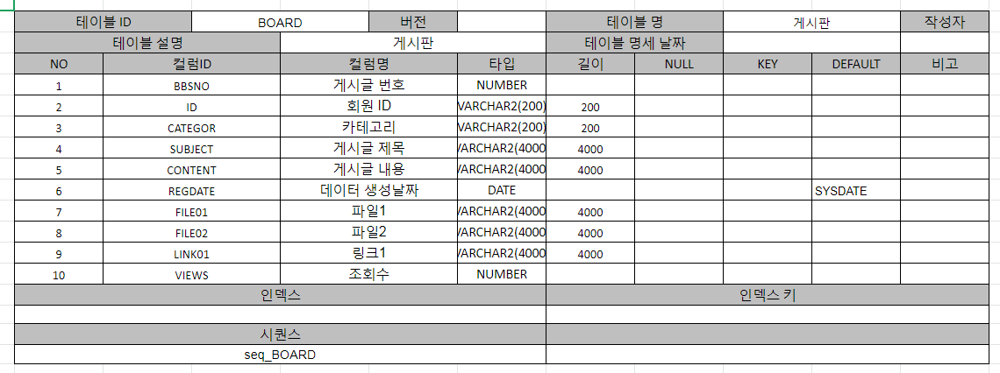 테이블 ID BOARD 버전 테이블 명 게시판 작성자
테이블 설명 게시판 테이블 명세 날짜
NO 컬럼ID 컬럼명 타입 길이 NULL KEY DEFAULT 비고
1 BBSNO 게시글 번호 NUMBER
2 ID 회원 ID VARCHAR2(200) 200
3 CATEGOR 카테고리 VARCHAR2(200) 200
4 SUBJECT 게시글 제목 VARCHAR2(4000 4000
5 CONTENT 게시글 내용 VARCHAR2(4000 4000
6 REGDATE 데이터 생성날짜 DATE SYSDATE
7 FILE01 파일1 VARCHAR2(4000 4000
8 FILE02 파일2 VARCHAR2(4000 4000
9 LINK01 링크1 VARCHAR2(4000 4000
10 VIEWS 조회수 NUMBER
인덱스 인덱스 키
시퀀스
seq_BOARD